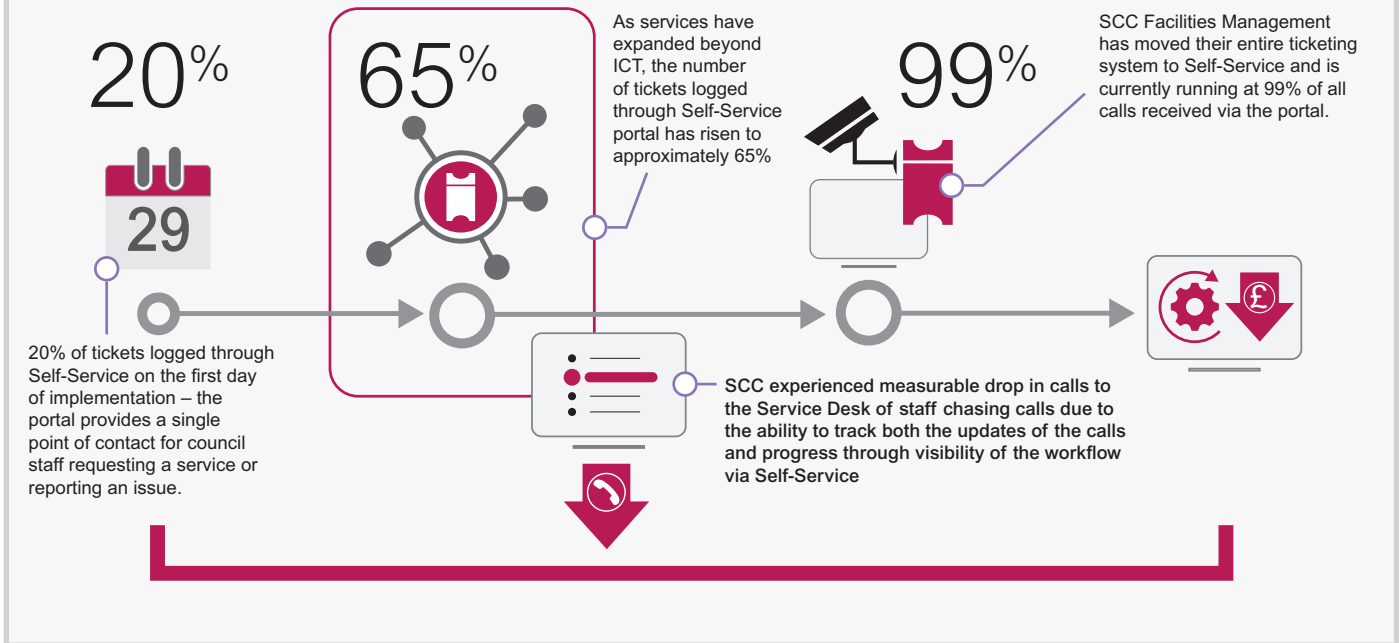 20%
29
20% of tickets logged through
Self-Service on the first day
of implementation – the
portal provides a single
point of contact for council
staff requesting a service or
reporting an issue.
65%
As services have
expanded beyond
ICT, the number
of tickets logged
through Self-Service
portal has risen to
approximately 65%
99%
SCC Facilities Management
has moved their entire ticketing
system to Self-Service and is
currently running at 99% of all
calls received via the portal.
£
SCC experienced measurable drop in calls to
the Service Desk of staff chasing calls due to
the ability to track both the updates of the calls
and progress through visibility of the workflow
via Self-Service